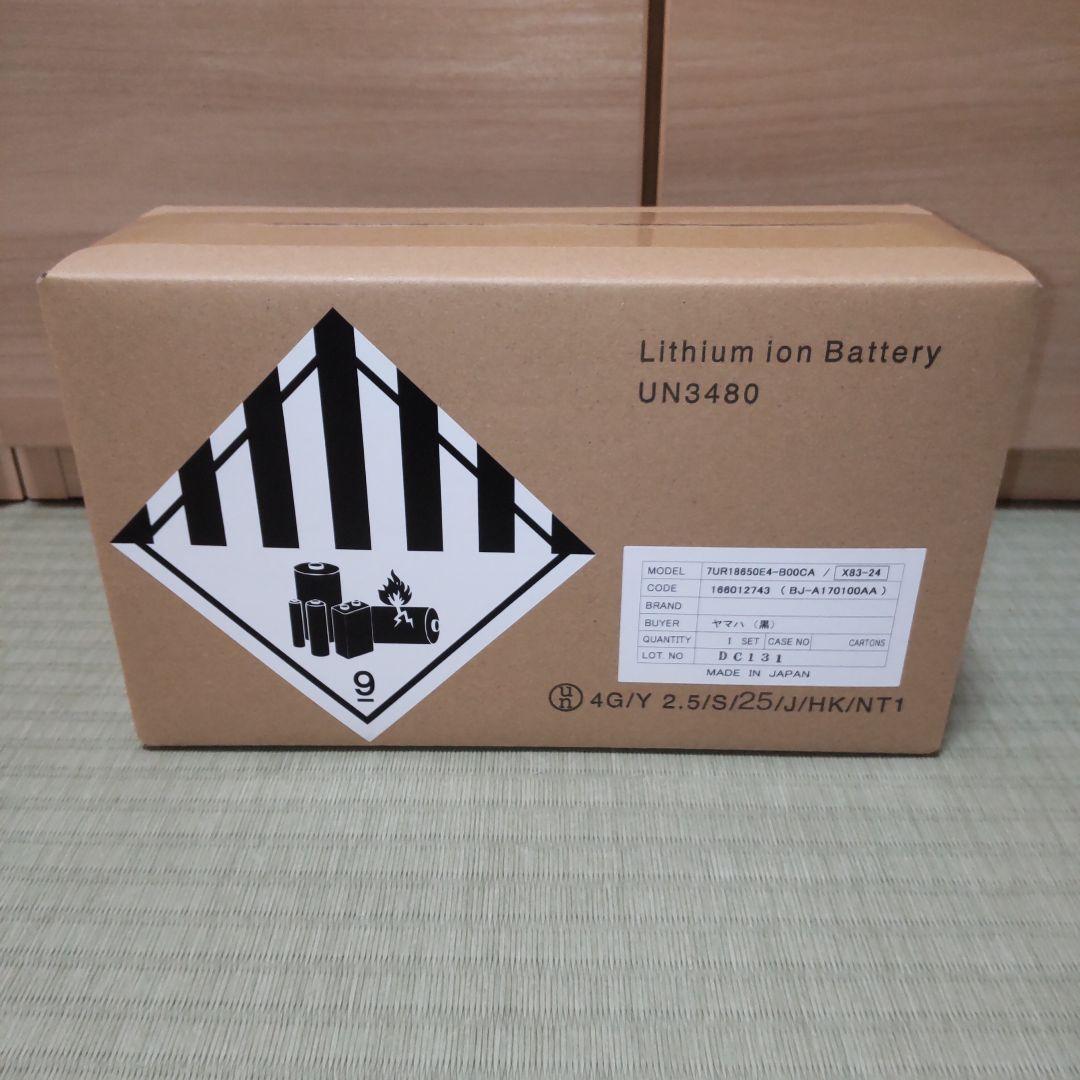 Lithium ion Battery
UN3480
MODEL 7UR18650E4-B00CA / X83-24
CODE 166012743 ( BJ-A170100AA )
BRAND
BUYER ヤマハ (黒)
QUANTITY 1 SET CASE NO CARTONS
LOT NO DC131
MADE IN JAPAN
un 4G/Y 2.5/S/25/J/HK/NT1
9